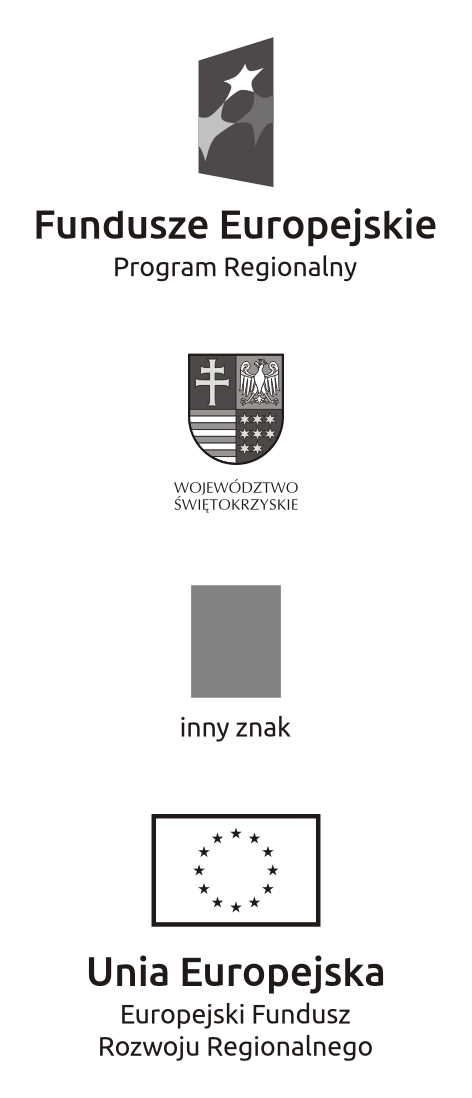 Fundusze Europejskie
Program Regionalny
WOJEWÓDZTWO
ŚWIĘTOKRZYSKIE
inny znak
Unia Europejska
Europejski Fundusz
Rozwoju Regionalnego